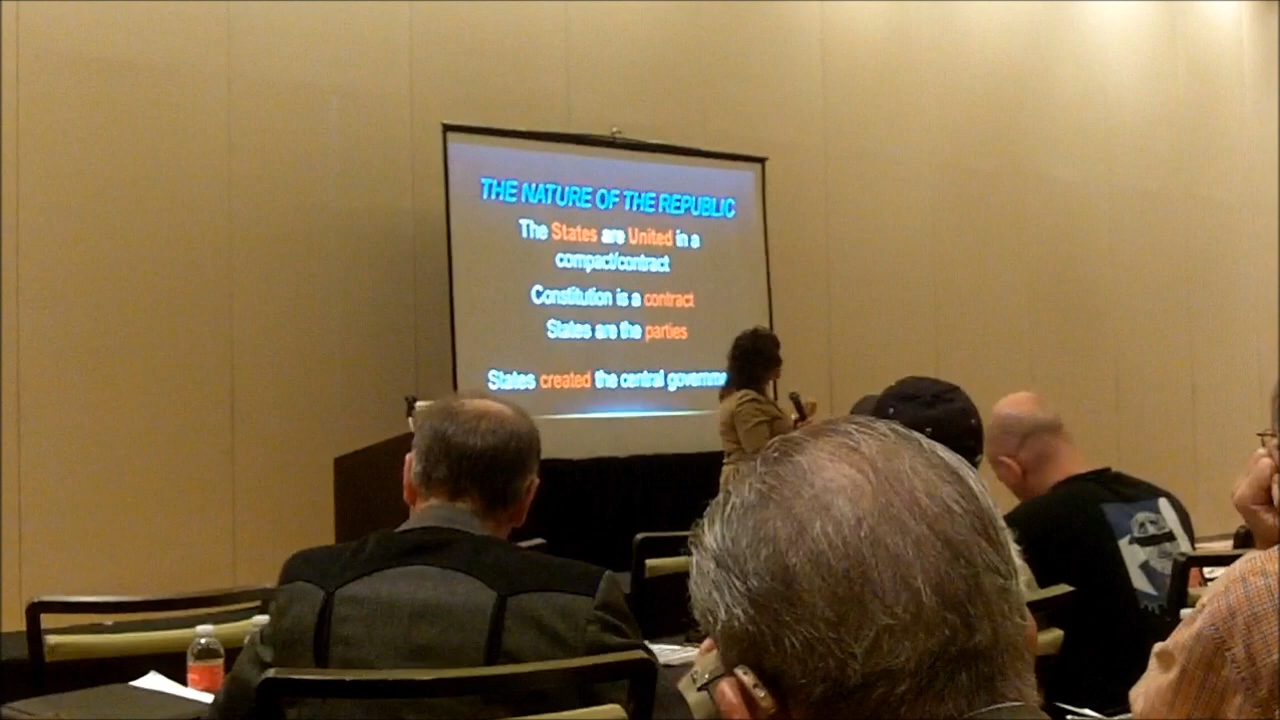 THE NATURE OF THE REPUBLIC
The States are United in a
compact/contract
Constitution is a contract
States are the parties
States created the central governme